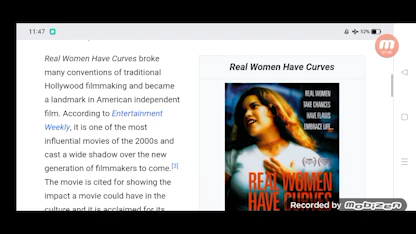 11:47
52%
Real Women Have Curves broke
many conventions of traditional
Hollywood filmmaking and became
a landmark in American independent
film. According to Entertainment
Weekly, it is one of the most
influential movies of the 2000s and
cast a wide shadow over the new
generation of filmmakers to come.[3]
The movie is cited for showing the
impact a movie could have in the
culture and it is acclaimed for its
Real Women Have Curves
REAL WOMEN
TAKE CHANCES
HAVE FLAWS
EMBRACE LIFE...
REAL WOMEN
HAVE CURVES
Recorded by mobizen